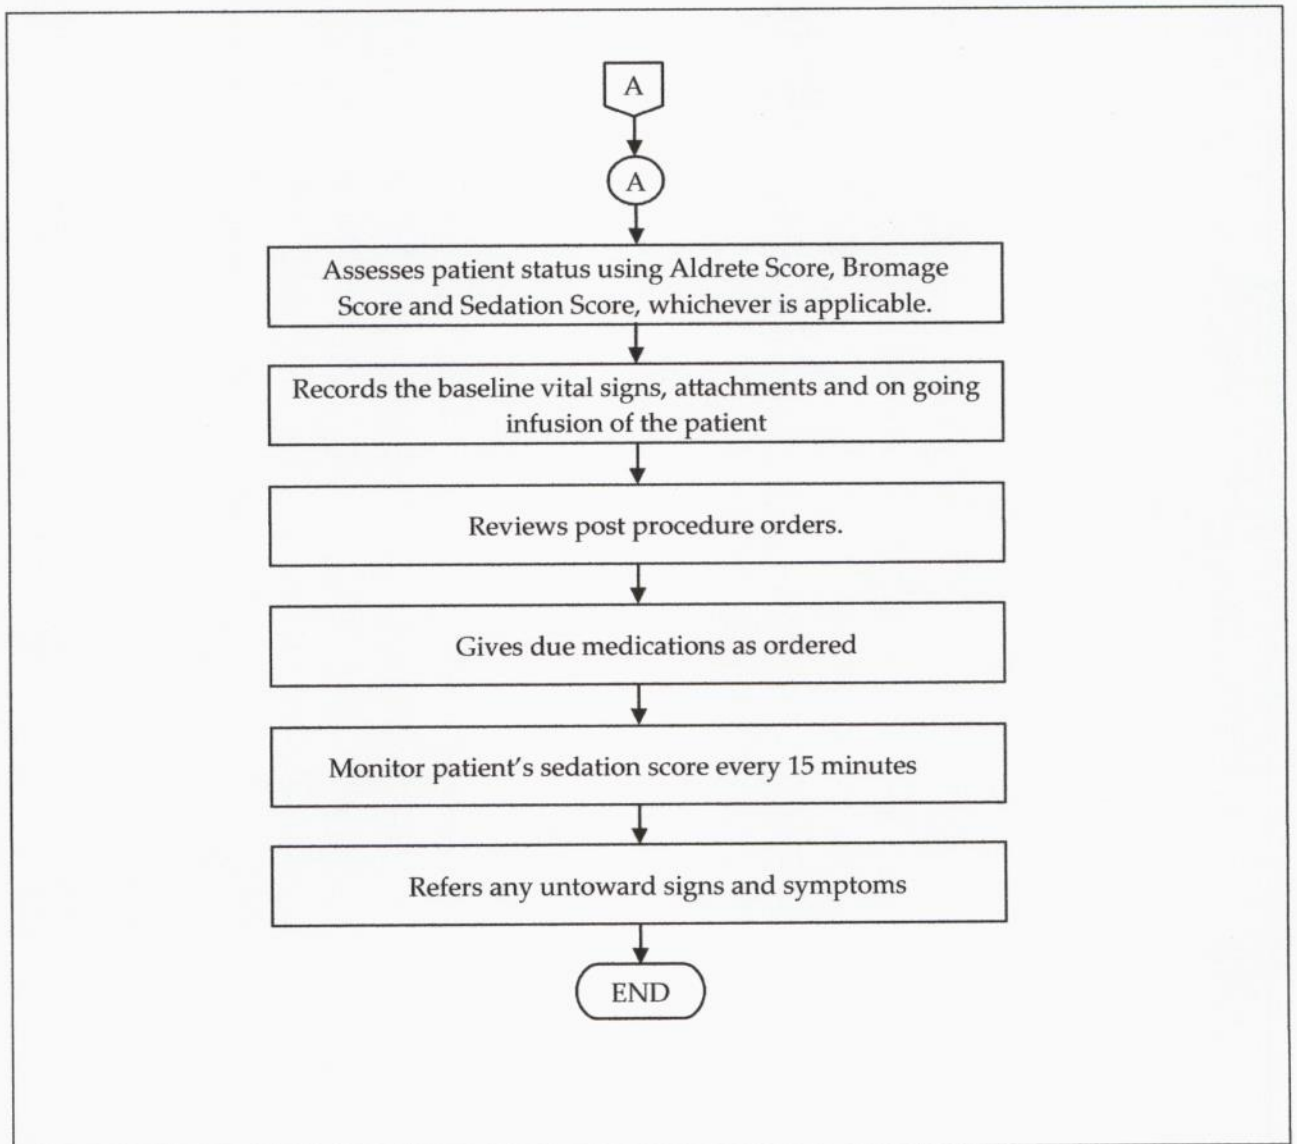 A
A
Assesses patient status using Aldrete Score, Bromage
Score and Sedation Score, whichever is applicable.
Records the baseline vital signs, attachments and on going
infusion of the patient
Reviews post procedure orders.
Gives due medications as ordered
Monitor patient's sedation score every 15 minutes
Refers any untoward signs and symptoms
END